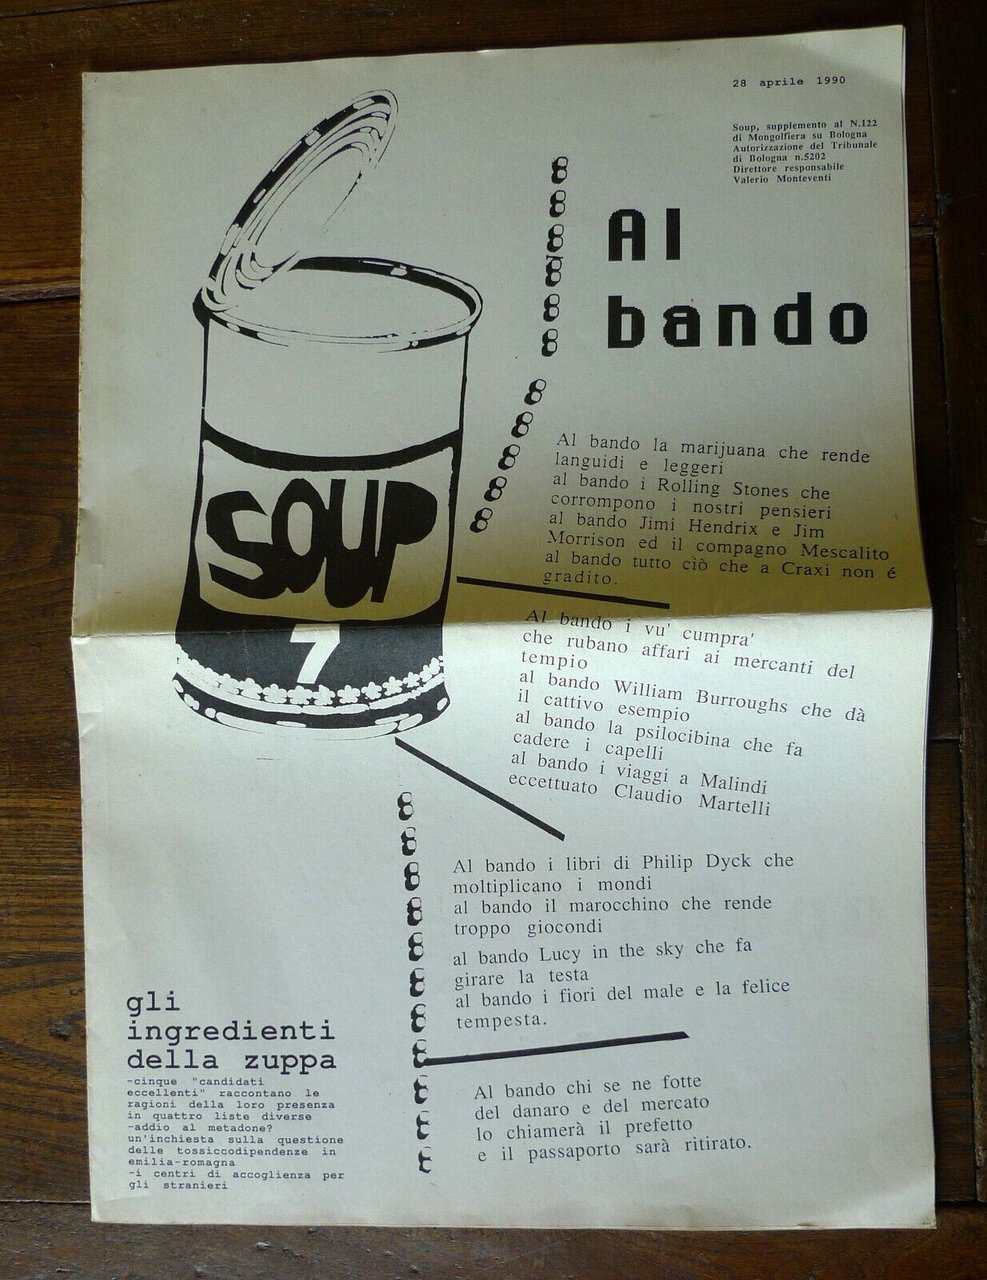 28 aprile 1990
Soup, supplemento al N.122
di Mongolfiera su Bologna
Autorizzazione del Tribunale
di Bologna n.5202
Direttore responsabile
Valerio Monteventi
Al
bando
SOUP
7
Al bando la marijuana che rende
languidi e leggeri
al bando i Rolling Stones che
corrompono i nostri pensieri
al bando Jimi Hendrix e Jim
Morrison ed il compagno Mescalito
al bando tutto ciò che a Craxi non é
gradito.
Al bando i vu' cumpra'
che rubano affari ai mercanti del
tempio
al bando William Burroughs che dà
il cattivo esempio
al bando la psilocibina che fa
cadere i capelli
al bando i viaggi a Malindi
eccettuato Claudio Martelli
Al bando i libri di Philip Dyck che
moltiplicano i mondi
al bando il marocchino che rende
troppo giocondi
al bando Lucy in the sky che fa
girare la testa
al bando i fiori del male e la felice
tempesta.
Al bando chi se ne fotte
del danaro e del mercato
lo chiamerà il prefetto
e il passaporto sarà ritirato.
gli
ingredienti
della zuppa
-cinque "candidati
eccellenti" raccontano le
ragioni della loro presenza
in quattro liste diverse
-addio al metadone?
un'inchiesta sulla questione
delle tossiccodipendenze in
emilia-romagna
-i centri di accoglienza per
gli stranieri